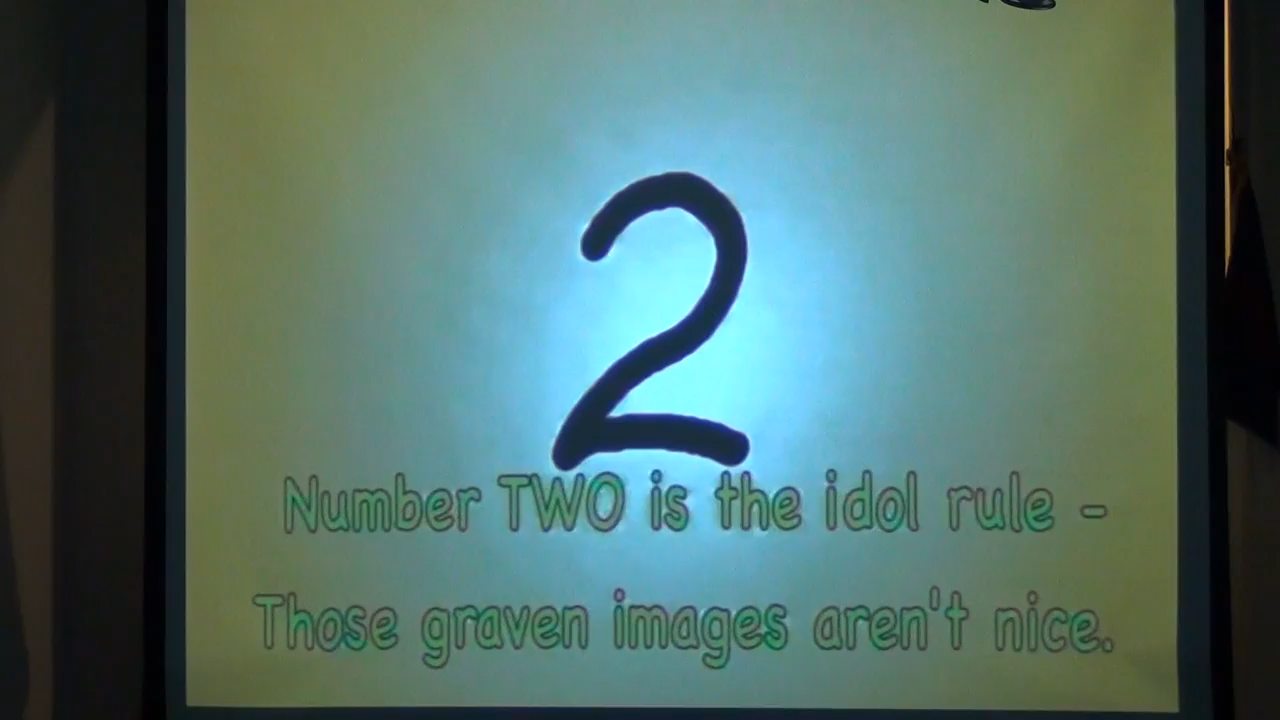 2
Number TWO is the idol rule -
Those graven images aren't nice.